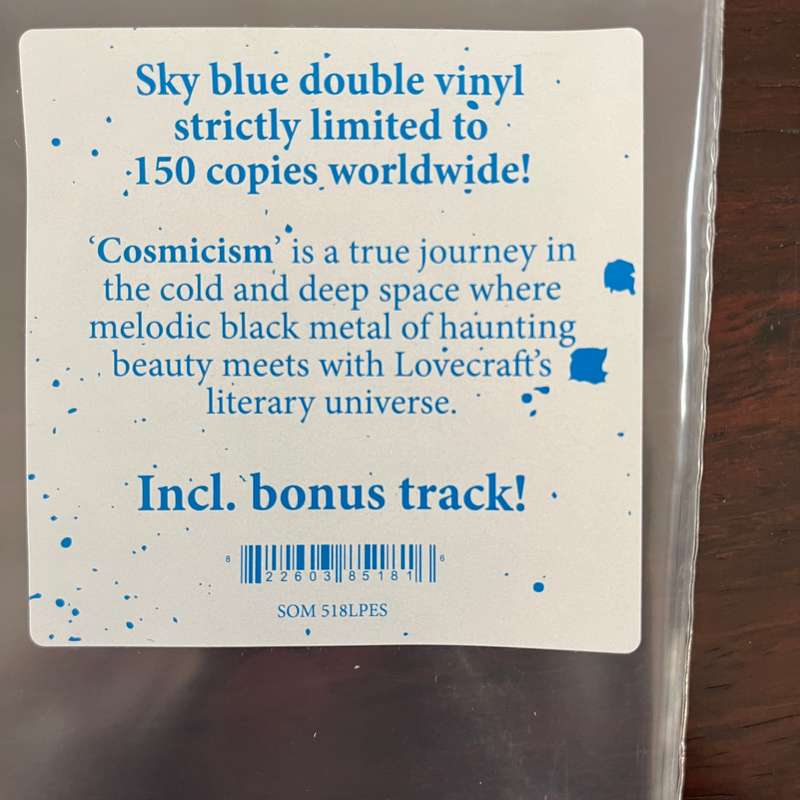 Sky blue double vinyl
strictly limited to
150 copies worldwide!
‘Cosmicism’ is a true journey in
the cold and deep space where
melodic black metal of haunting
beauty meets with Lovecraft’s
literary universe.
Incl. bonus track!
8 22603 85181 6
SOM 518LPES